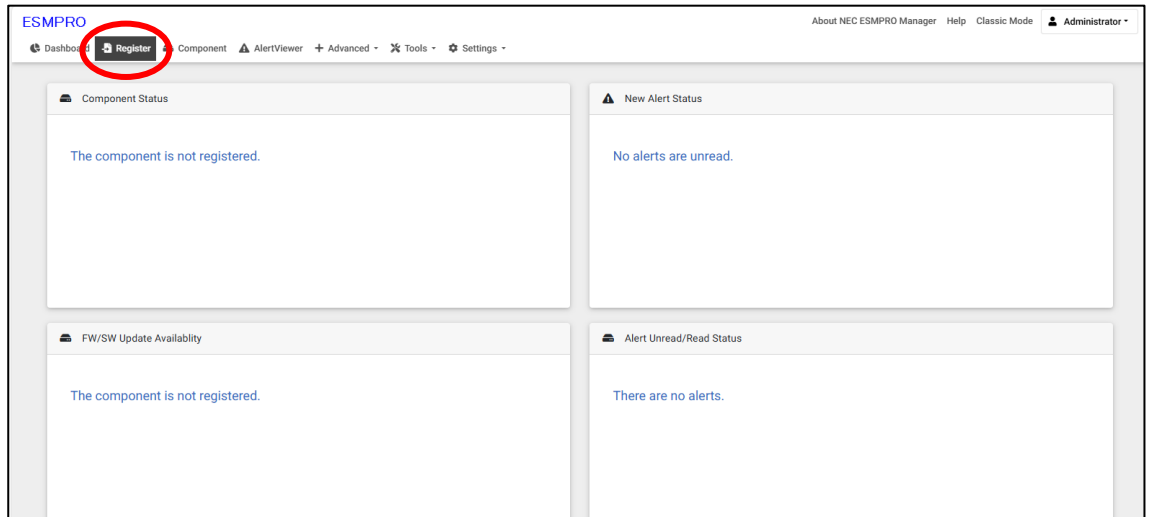 ESMPRO
About NEC ESMPRO Manager Help Classic Mode Administrator
Dashboard Register Component AlertViewer Advanced Tools Settings
Component Status
The component is not registered.
New Alert Status
No alerts are unread.
FW/SW Update Availablity
The component is not registered.
Alert Unread/Read Status
There are no alerts.